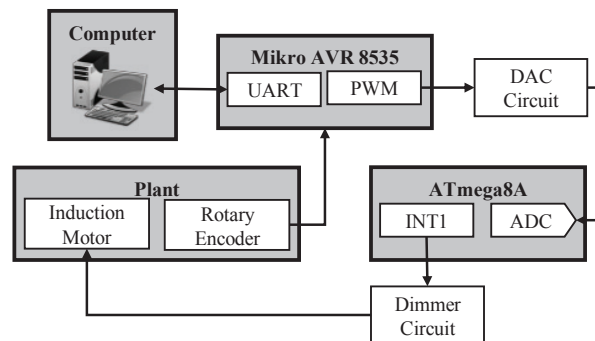 Computer
Mikro AVR 8535
UART
PWM
DAC
Circuit
Plant
Induction
Motor
Rotary
Encoder
ATmega8A
INT1
ADC
Dimmer
Circuit